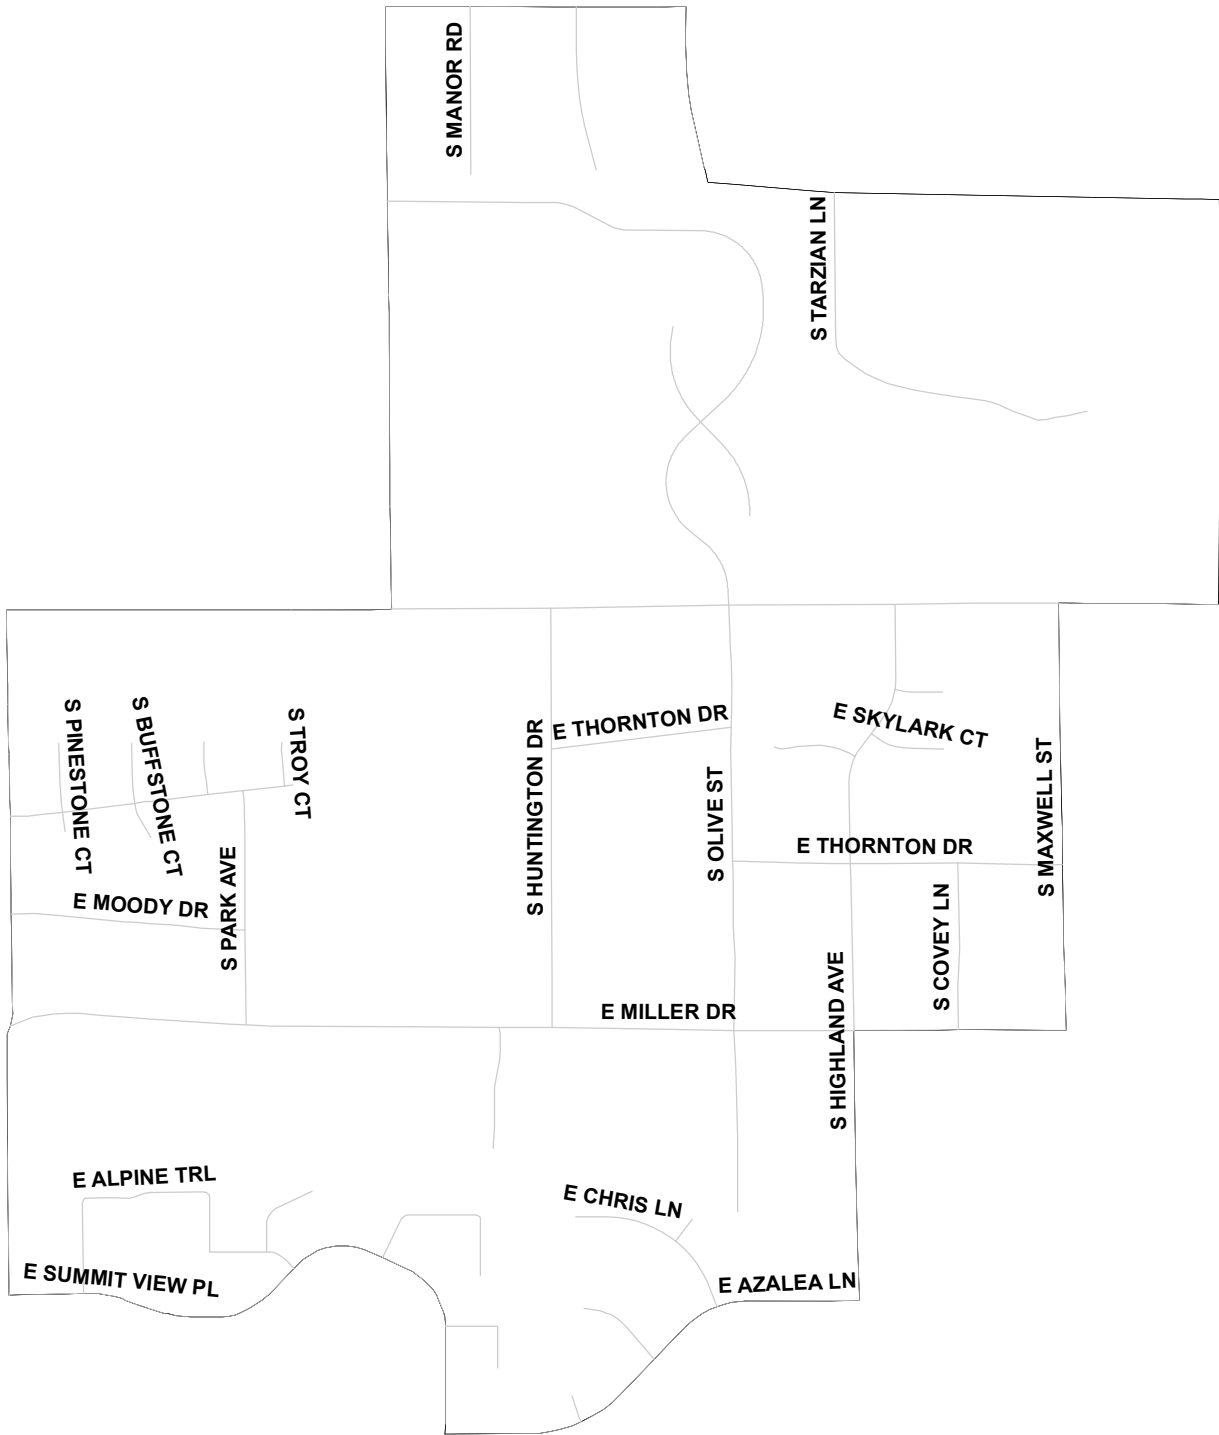 S MANOR RD
S TARZIAN LN
S PINESTONE CT
S BUFFSTONE CT
S TROY CT
S HUNTINGTON DR
E THORNTON DR
E SKYLARK CT
S OLIVE ST
S MAXWELL ST
E THORNTON DR
S PARK AVE
E MOODY DR
S COVEY LN
S HIGHLAND AVE
E MILLER DR
E ALPINE TRL
E CHRIS LN
E SUMMIT VIEW PL
E AZALEA LN